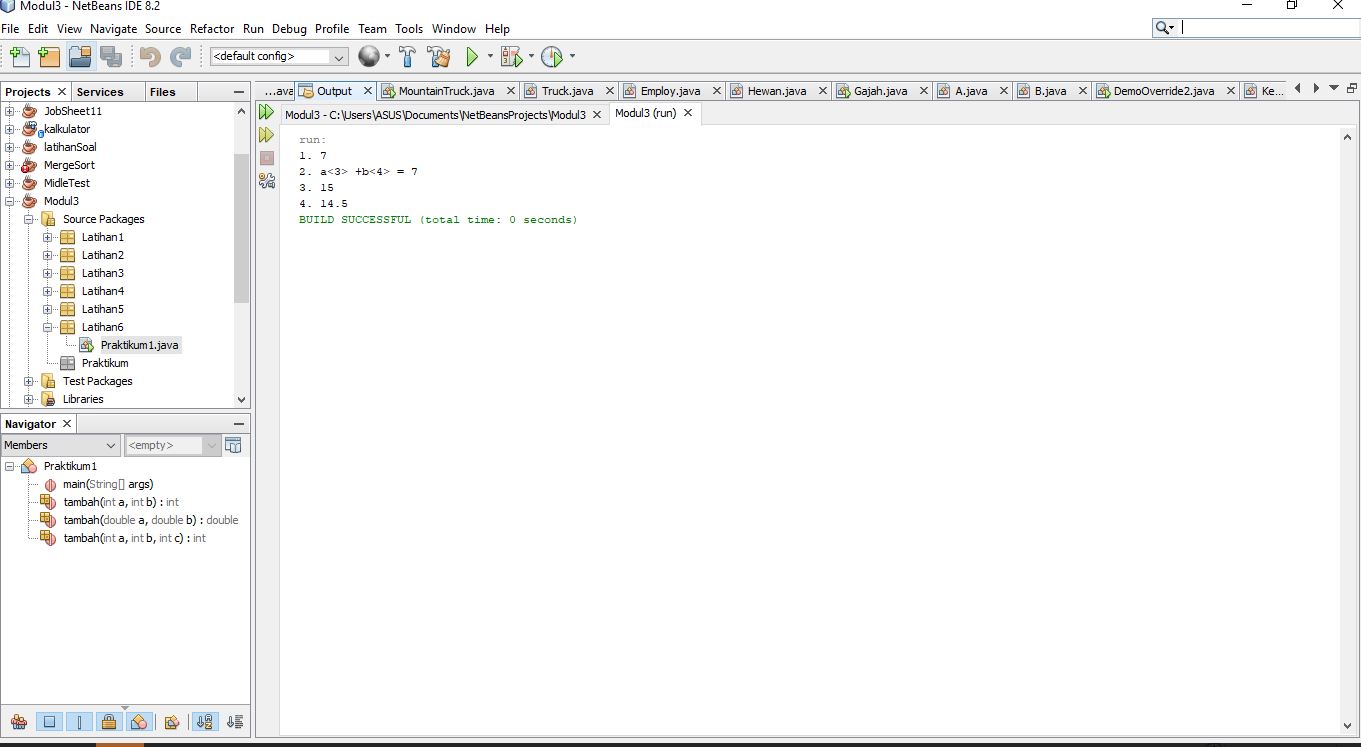 Modul3 - NetBeans IDE 8.2
File Edit View Navigate Source Refactor Run Debug Profile Team Tools Window Help
<default config>
Projects Services Files
JobSheet11
kalkulator
latihanSoal
MergeSort
MidleTest
Modul3
Source Packages
Latihan1
Latihan2
Latihan3
Latihan4
Latihan5
Latihan6
Praktikum1.java
Praktikum
Test Packages
Libraries
Navigator
Members <empty>
Praktikum1
main(String[] args)
tambah(int a, int b) : int
tambah(double a, double b) : double
tambah(int a, int b, int c) : int
...ava Output MountainTruck.java Truck.java Employ.java Hewan.java Gajah.java A.java B.java DemoOverride2.java Ke...
Modul3 - C:\Users\ASUS\Documents\NetBeansProjects\Modul3 Modul3 (run)
run:
1. 7
2. a<3> +b<4> = 7
3. 15
4. 14.5
BUILD SUCCESSFUL (total time: 0 seconds)